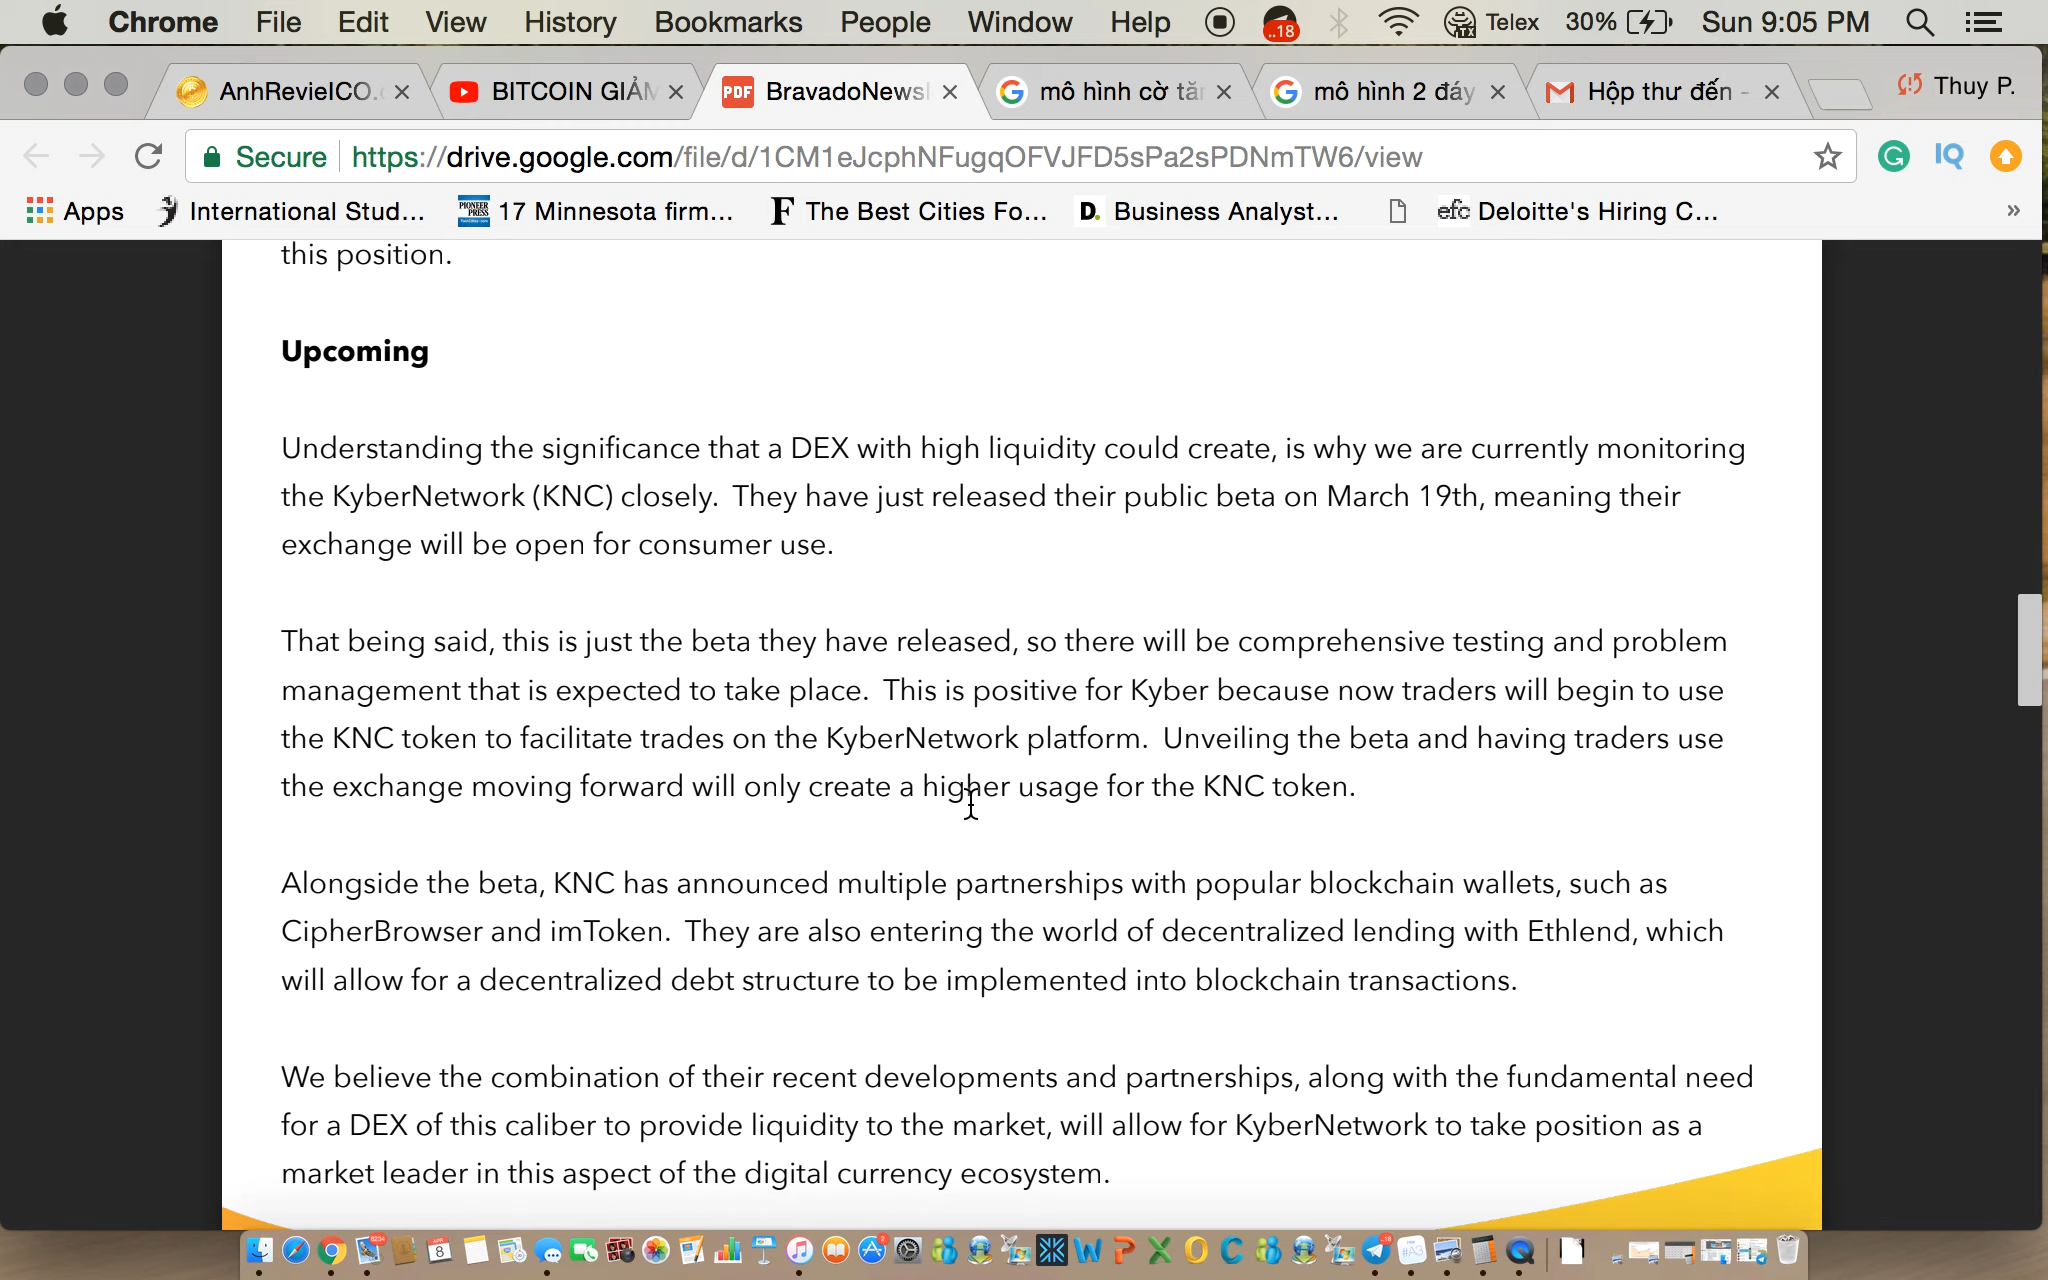 Chrome File Edit View History Bookmarks People Window Help ..18 TX Telex 30% Sun 9:05 PM
AnhRevieICO. BITCOIN GIẢM PDF BravadoNewsl mô hình cờ tăn mô hình 2 đáy Hộp thư đến - Thuy P.
Secure https://drive.google.com/file/d/1CM1eJcphNFugqOFVJFD5sPa2sPDNmTW6/view
Apps International Stud... PIONEER PRESS 17 Minnesota firm... F The Best Cities Fo... D. Business Analyst... efc Deloitte's Hiring C... »
this position.
Upcoming
Understanding the significance that a DEX with high liquidity could create, is why we are currently monitoring
the KyberNetwork (KNC) closely. They have just released their public beta on March 19th, meaning their
exchange will be open for consumer use.
That being said, this is just the beta they have released, so there will be comprehensive testing and problem
management that is expected to take place. This is positive for Kyber because now traders will begin to use
the KNC token to facilitate trades on the KyberNetwork platform. Unveiling the beta and having traders use
the exchange moving forward will only create a higher usage for the KNC token.
Alongside the beta, KNC has announced multiple partnerships with popular blockchain wallets, such as
CipherBrowser and imToken. They are also entering the world of decentralized lending with Ethlend, which
will allow for a decentralized debt structure to be implemented into blockchain transactions.
We believe the combination of their recent developments and partnerships, along with the fundamental need
for a DEX of this caliber to provide liquidity to the market, will allow for KyberNetwork to take position as a
market leader in this aspect of the digital currency ecosystem.